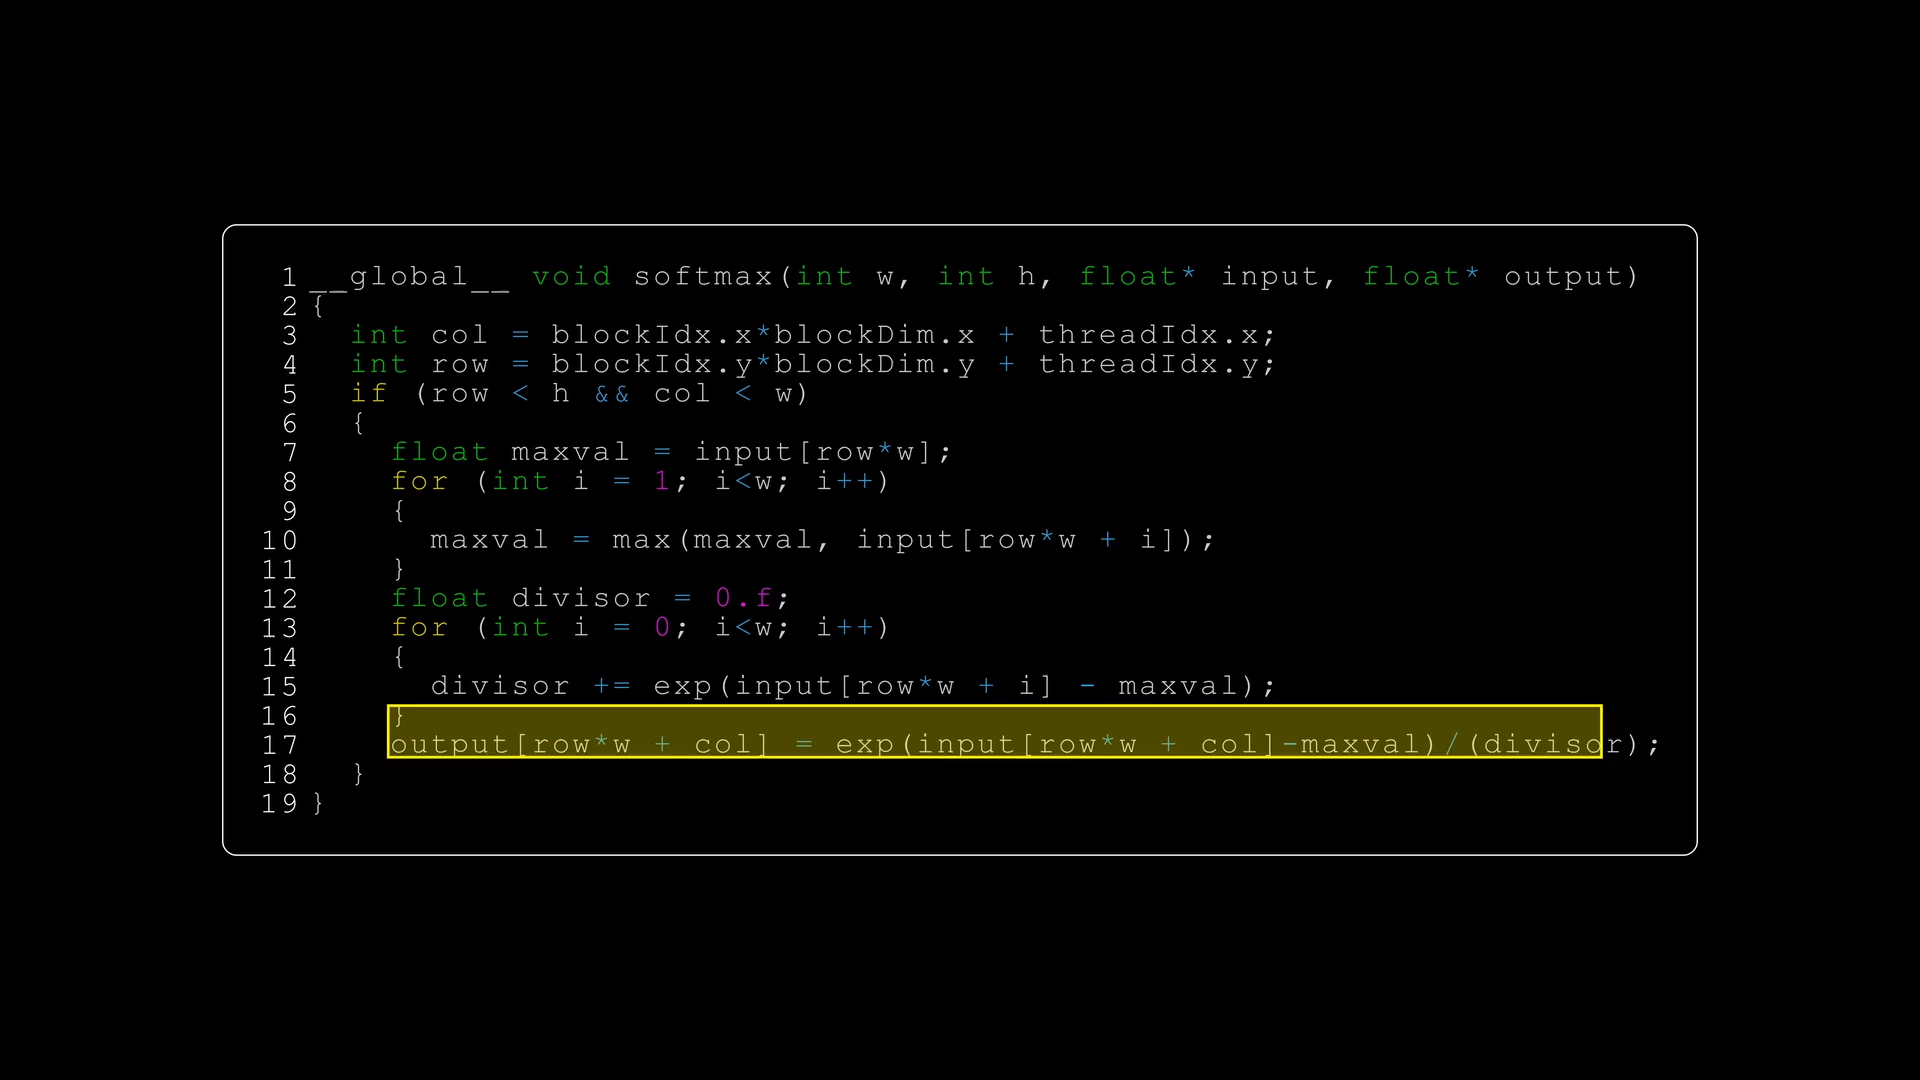 1 __global__ void softmax(int w, int h, float* input, float* output)
2 {
3   int col = blockIdx.x*blockDim.x + threadIdx.x;
4   int row = blockIdx.y*blockDim.y + threadIdx.y;
5   if (row < h && col < w)
6   {
7     float maxval = input[row*w];
8     for (int i = 1; i<w; i++)
9     {
10       maxval = max(maxval, input[row*w + i]);
11     }
12     float divisor = 0.f;
13     for (int i = 0; i<w; i++)
14     {
15       divisor += exp(input[row*w + i] - maxval);
16     }
17     output[row*w + col] = exp(input[row*w + col]-maxval)/(divisor);
18   }
19 }